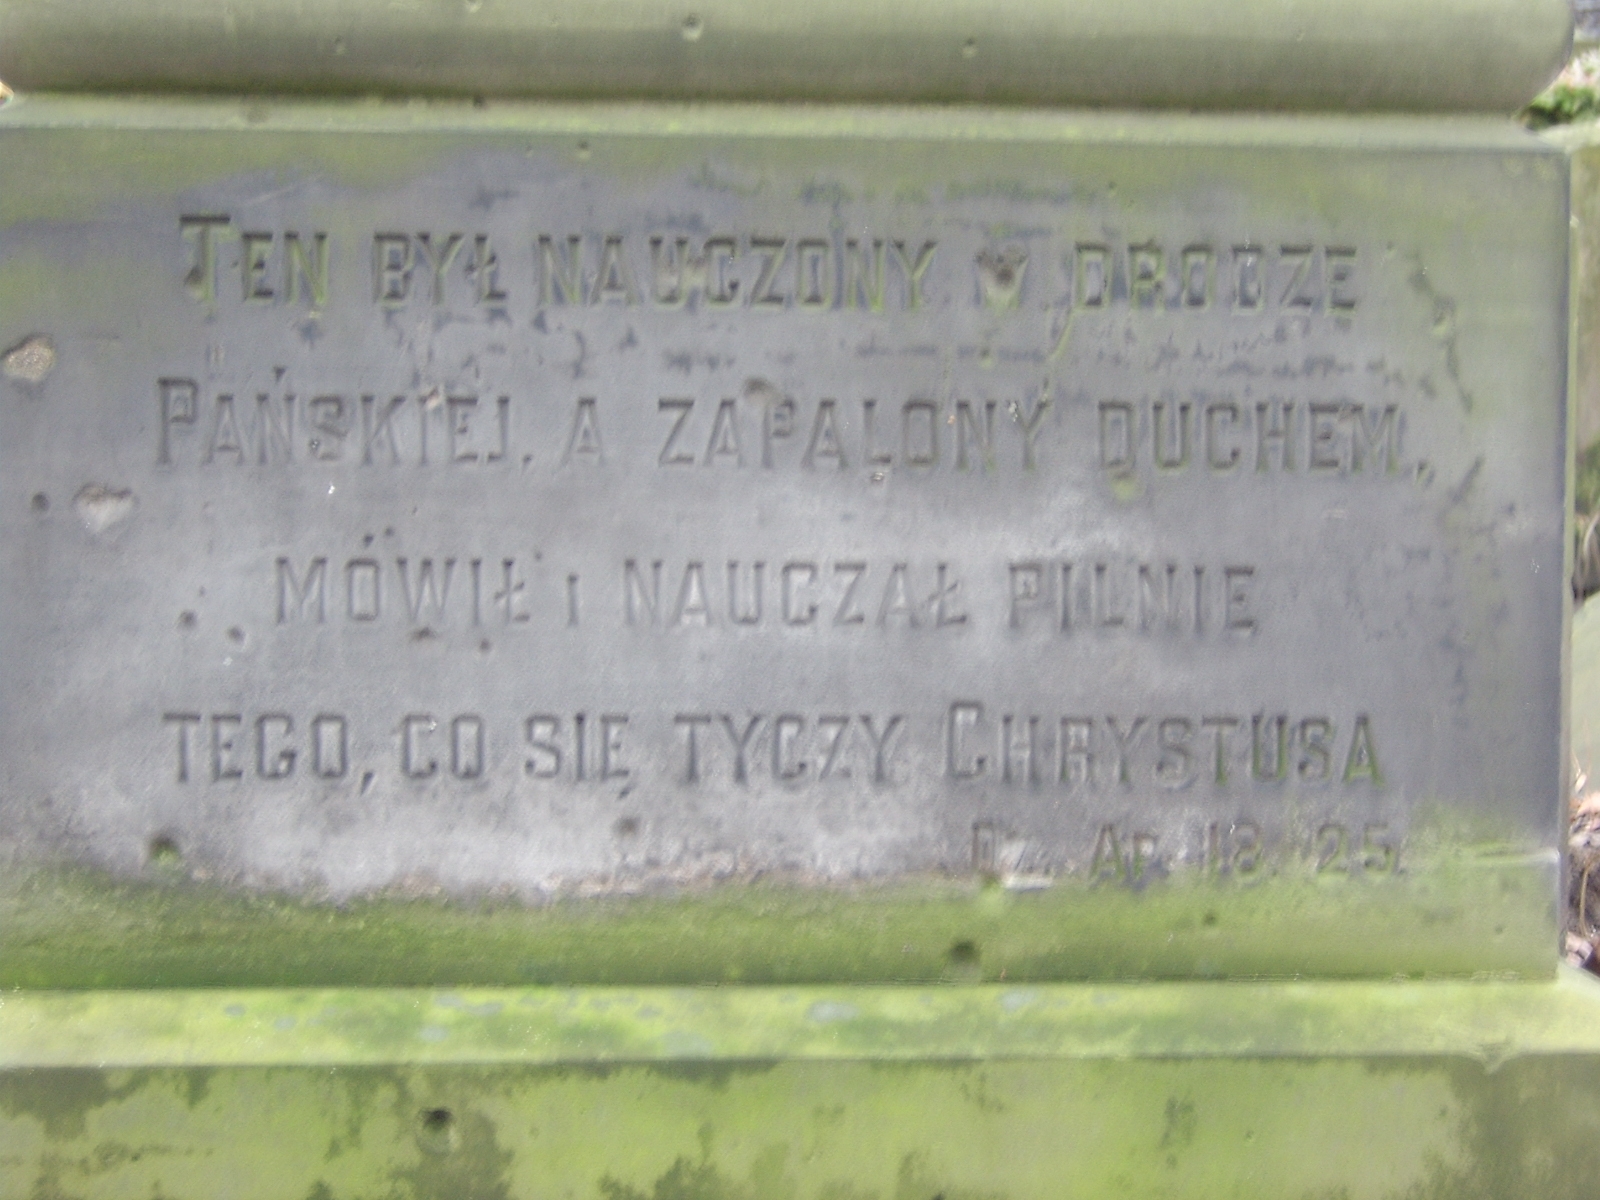 TEN BYŁ NAUCZONY W DRODZE
PAŃSKIEJ, A ZAPALONY DUCHEM,
MÓWIŁ I NAUCZAŁ PILNIE
TEGO, CO SIĘ TYCZY CHRYSTUSA
Dz. Ap. 18. 25.